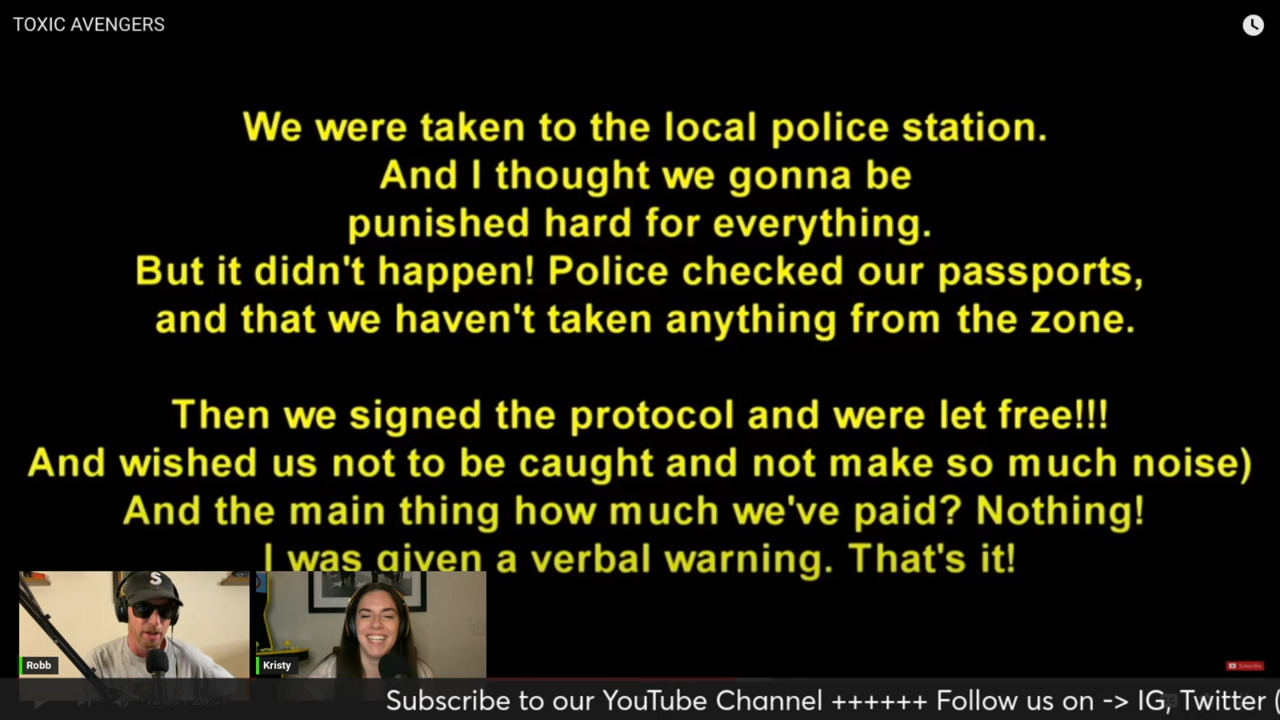 TOXIC AVENGERS
We were taken to the local police station.
And I thought we gonna be
punished hard for everything.
But it didn't happen! Police checked our passports,
and that we haven't taken anything from the zone.
Then we signed the protocol and were let free!!!
And wished us not to be caught and not make so much noise)
And the main thing how much we've paid? Nothing!
I was given a verbal warning. That's it!
S
Robb
Kristy
Subscribe
Subscribe to our YouTube Channel ++++++ Follow us on -> IG, Twitter (